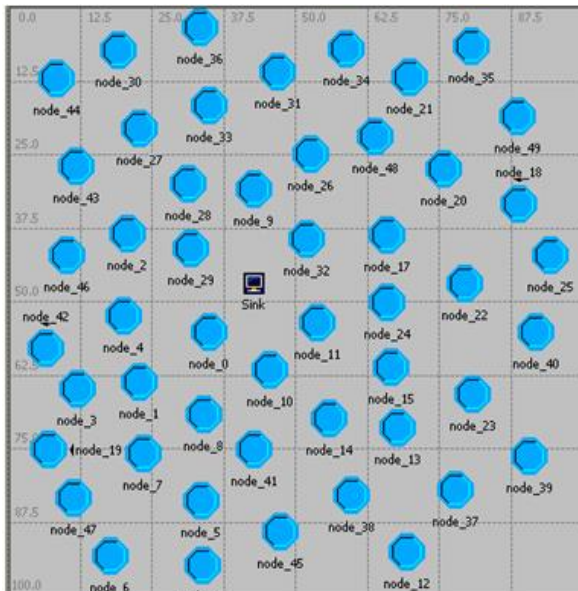 0.0 12.5 25.0 37.5 50.0 62.5 75.0 87.5
node_36
node_30 node_34 node_35
12.5 node_44 node_31 node_21
node_33
node_27 node_48 node_49
25.0 node_26 node_18
node_43 node_20
node_28 node_9
37.5
node_2 node_29 node_32 node_17
node_46 node_25
50.0 Sink node_22
node_42
node_4 node_0 node_11 node_24 node_40
62.5 node_10 node_15
node_3 node_1 node_23
node_8 node_14
75.0 node_19 node_13
node_7 node_41 node_39
87.5 node_47 node_5 node_38 node_37
node_45
node_6 node_12
100.0